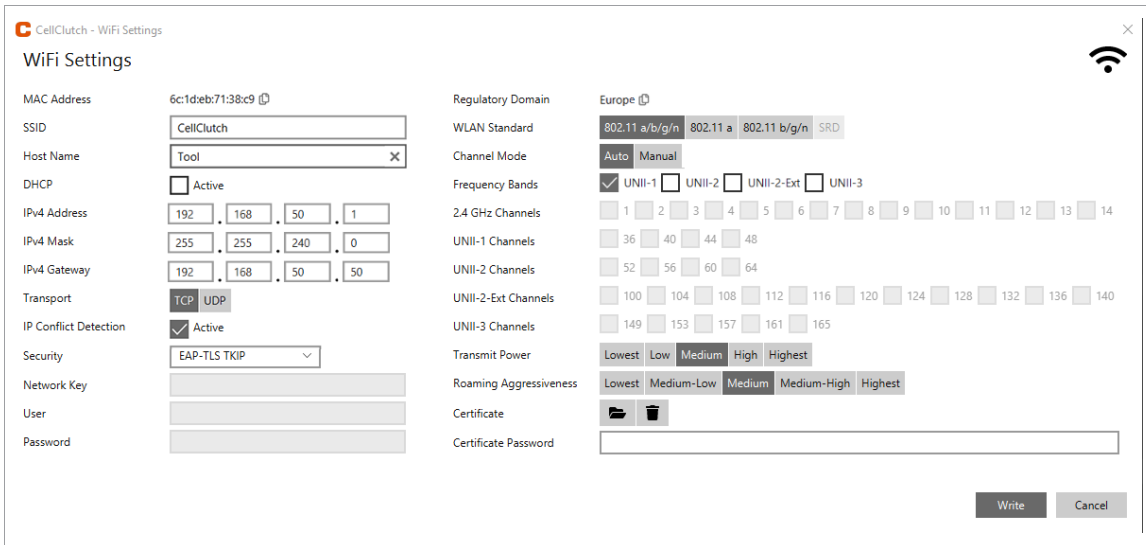 CellClutch - WiFi Settings
WiFi Settings
MAC Address 6c:1d:eb:71:38:c9
SSID CellClutch
Host Name Tool
DHCP Active
IPv4 Address 192 . 168 . 50 . 1
IPv4 Mask 255 . 255 . 240 . 0
IPv4 Gateway 192 . 168 . 50 . 50
Transport TCP UDP
IP Conflict Detection Active
Security EAP-TLS TKIP
Network Key
User
Password
Regulatory Domain Europe
WLAN Standard 802.11 a/b/g/n 802.11 a 802.11 b/g/n SRD
Channel Mode Auto Manual
Frequency Bands UNII-1 UNII-2 UNII-2-Ext UNII-3
2.4 GHz Channels 1 2 3 4 5 6 7 8 9 10 11 12 13 14
UNII-1 Channels 36 40 44 48
UNII-2 Channels 52 56 60 64
UNII-2-Ext Channels 100 104 108 112 116 120 124 128 132 136 140
UNII-3 Channels 149 153 157 161 165
Transmit Power Lowest Low Medium High Highest
Roaming Aggressiveness Lowest Medium-Low Medium Medium-High Highest
Certificate
Certificate Password
Write Cancel